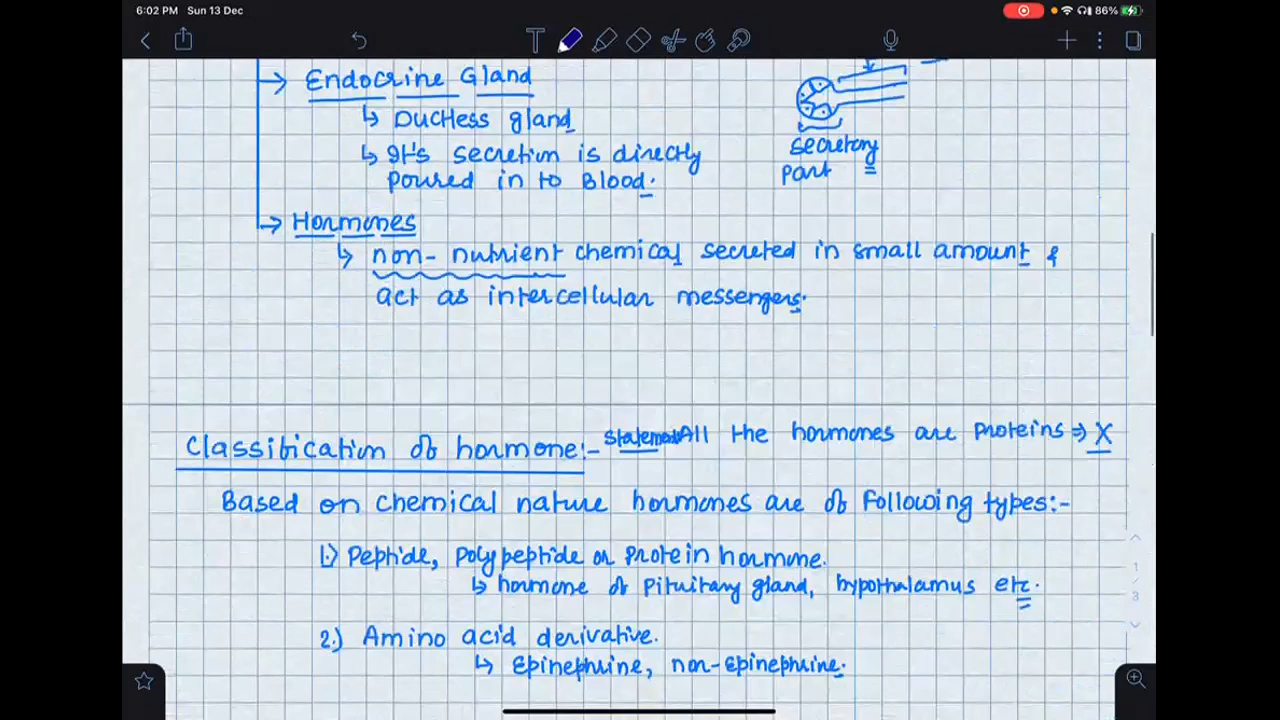 6:02 PM Sun 13 Dec
86%
Endocrine Gland
Ductless gland
It's secretion is directly
poured in to Blood.
secretory
part
Hormones
non-nutrient chemical secreted in small amount &
act as intercellular messengers.
Classification of hormone:- Statement All the hormones are proteins ⇒ X
Based on chemical nature hormones are of following types:-
1.) Peptide, polypeptide or protein hormone.
hormone of pituitary gland, hypothalamus etc.
2.) Amino acid derivative.
Epinephrine, non-epinephrine.
1
3